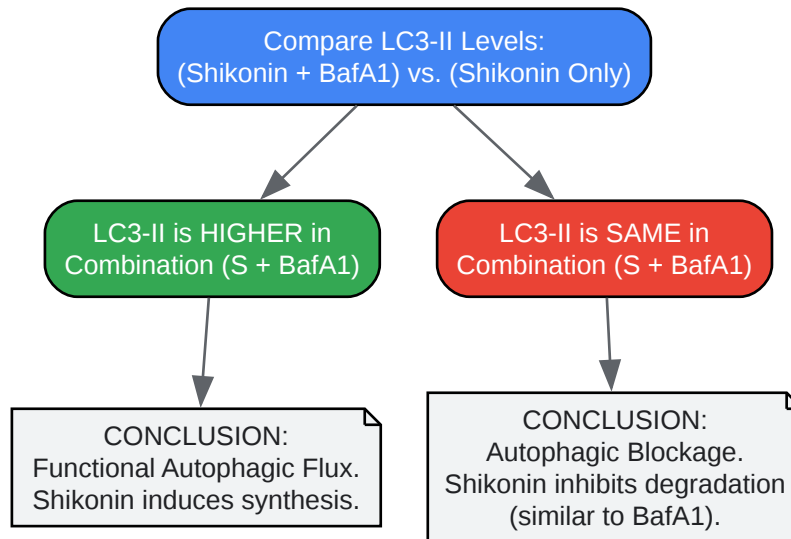 Compare LC3-II Levels:
(Shikonin + BafA1) vs. (Shikonin Only)
LC3-II is HIGHER in
Combination (S + BafA1)
LC3-II is SAME in
Combination (S + BafA1)
CONCLUSION:
Functional Autophagic Flux.
Shikonin induces synthesis.
CONCLUSION:
Autophagic Blockage.
Shikonin inhibits degradation
(similar to BafA1).